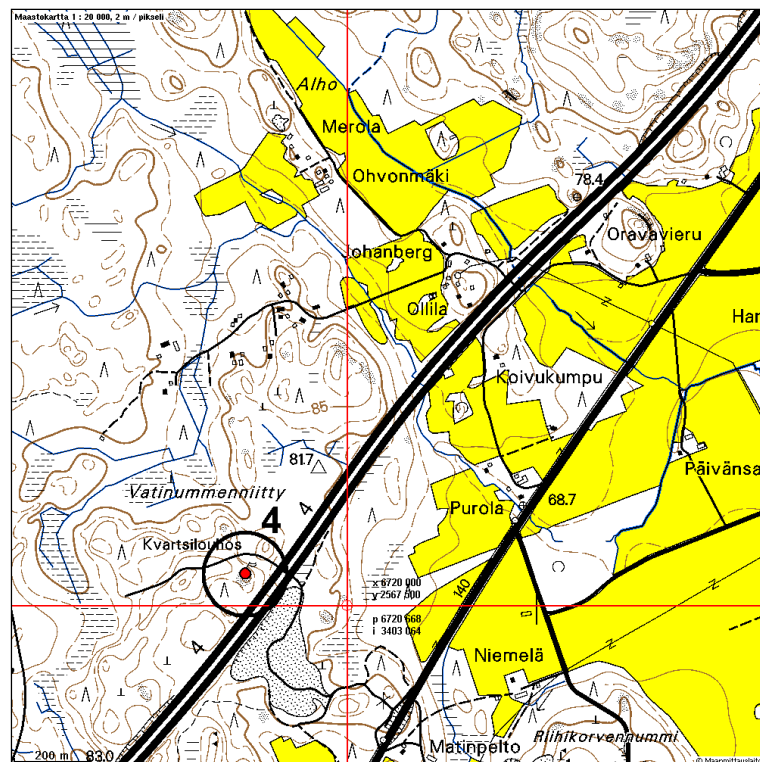 Maastokartta 1 : 20 000, 2 m / pikseli
Alho
Merola
Ohvonmäki
78.4
Oravavieru
Johanberg
Ollila
Har
Koivukumpu
85
81.7
Päivänsa
Vatinummenniitty
4
4
Purola
68.7
Kvartsilouhos
x 6720 000
y 2567 500
140
p 6720 668
i 3403 064
4
Niemelä
Riihikorvennummi
Matinpelto
200 m
83.0
© Maanmittauslait